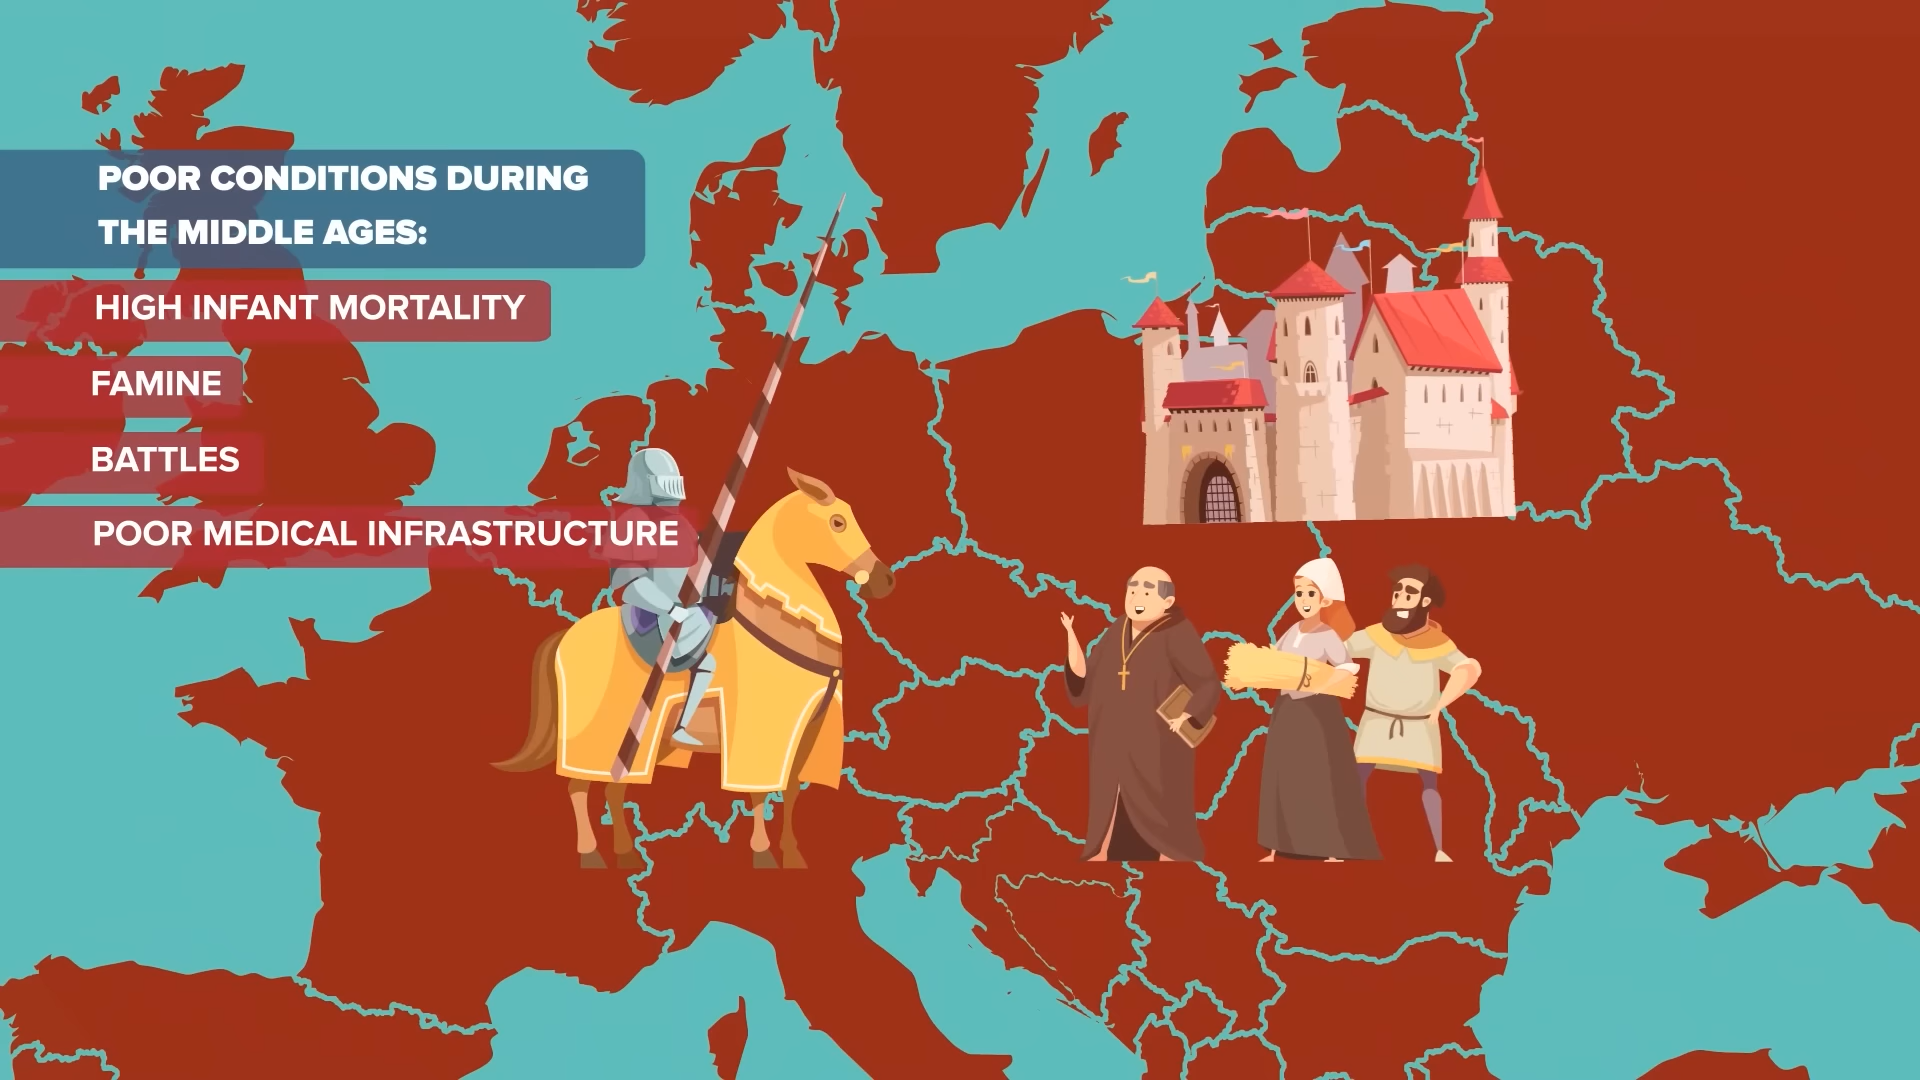 POOR CONDITIONS DURING
THE MIDDLE AGES:
HIGH INFANT MORTALITY
FAMINE
BATTLES
POOR MEDICAL INFRASTRUCTURE